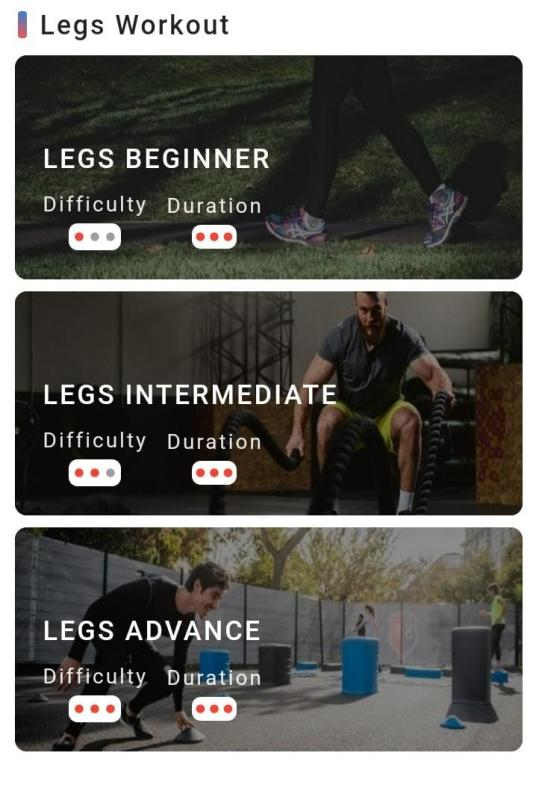 Legs Workout
LEGS BEGINNER
Difficulty Duration
LEGS INTERMEDIATE
Difficulty Duration
LEGS ADVANCE
Difficulty Duration